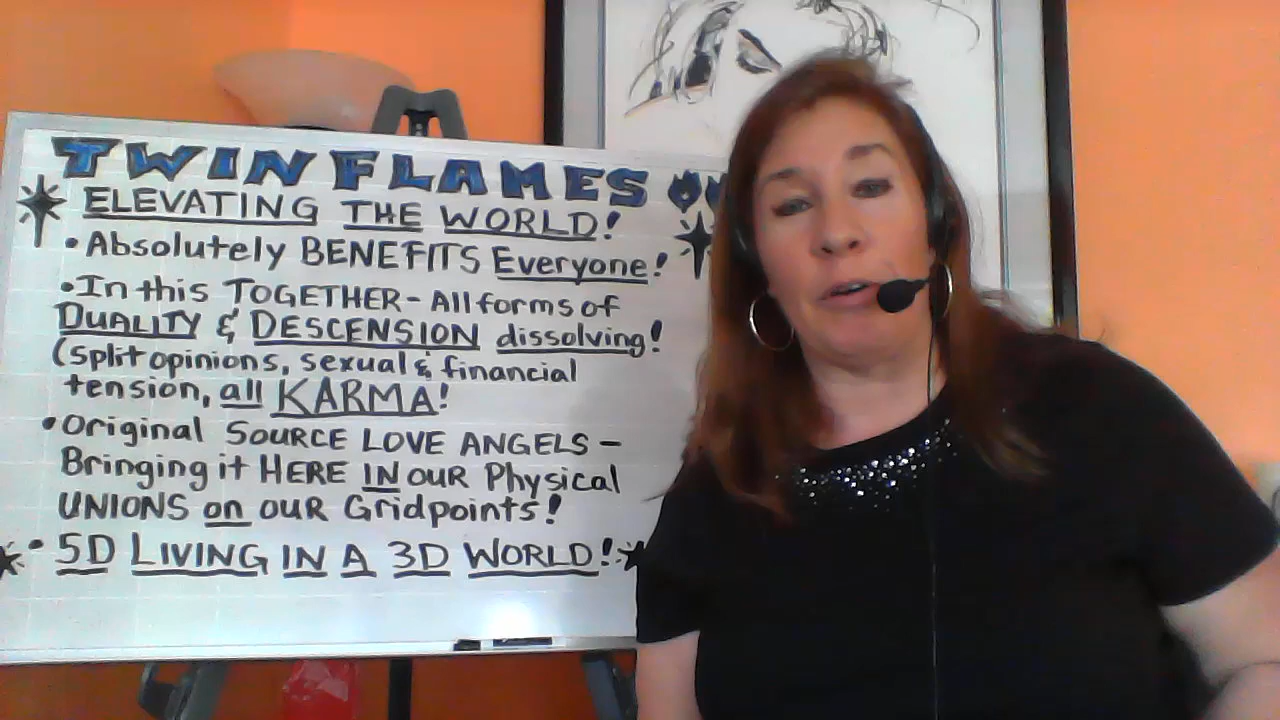 TWIN FLAMES
ELEVATING THE WORLD!
• Absolutely BENEFITS Everyone!
• In this TOGETHER - All forms of
DUALITY & DESCENSION dissolving!
(split opinions, sexual & financial
tension, all KARMA!
• Original SOURCE LOVE ANGELS -
Bringing it HERE IN OUR Physical
UNIONS on OUR Gridpoints!
• 5D LIVING IN A 3D WORLD!